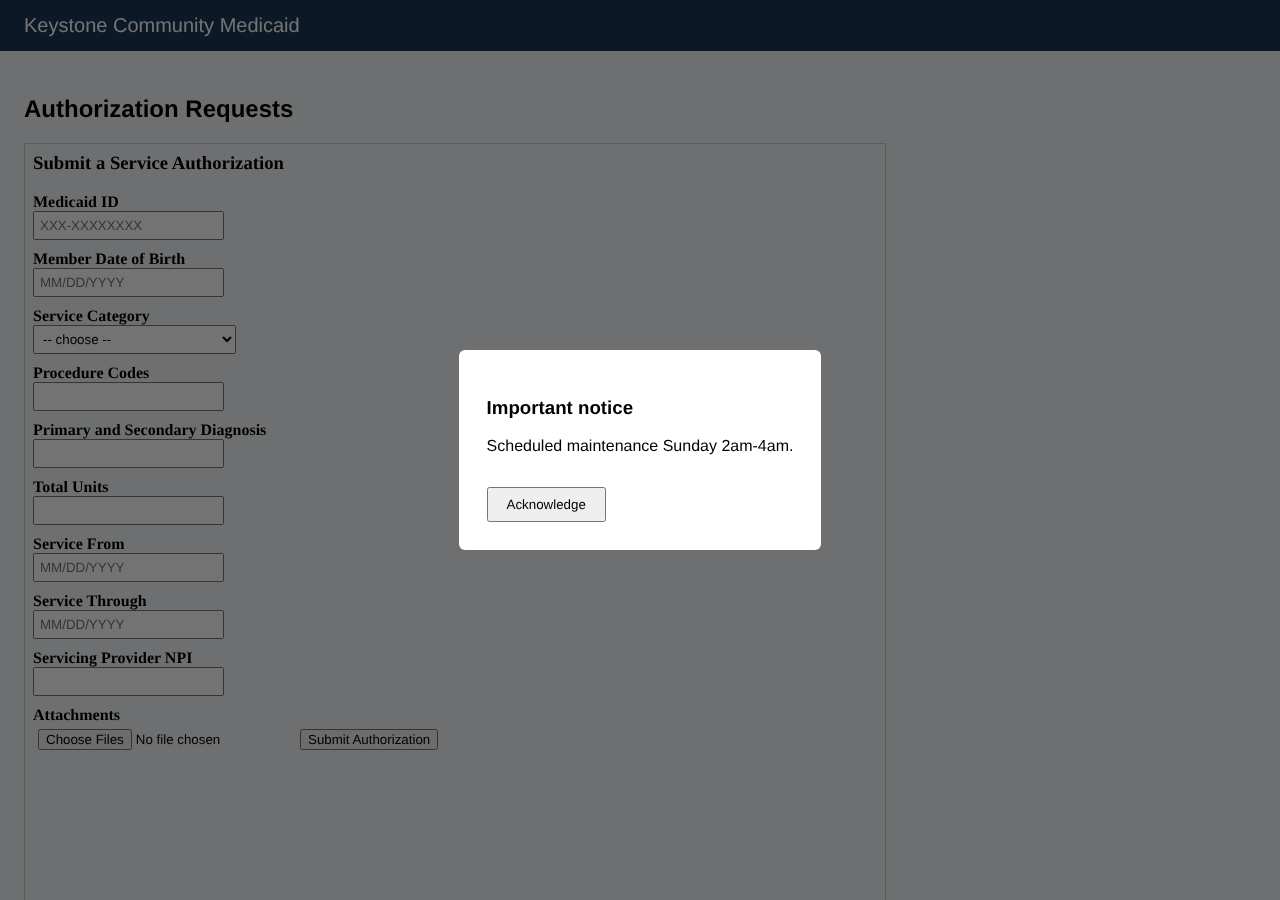 Keystone Community Medicaid
Authorization Requests
Submit a Service Authorization
Medicaid ID
XXX-XXXXXXXX
Member Date of Birth
MM/DD/YYYY
Service Category
-- choose --
Procedure Codes
Primary and Secondary Diagnosis
Total Units
Service From
MM/DD/YYYY
Service Through
MM/DD/YYYY
Servicing Provider NPI
Attachments
Choose Files No file chosen Submit Authorization
Important notice
Scheduled maintenance Sunday 2am-4am.
Acknowledge